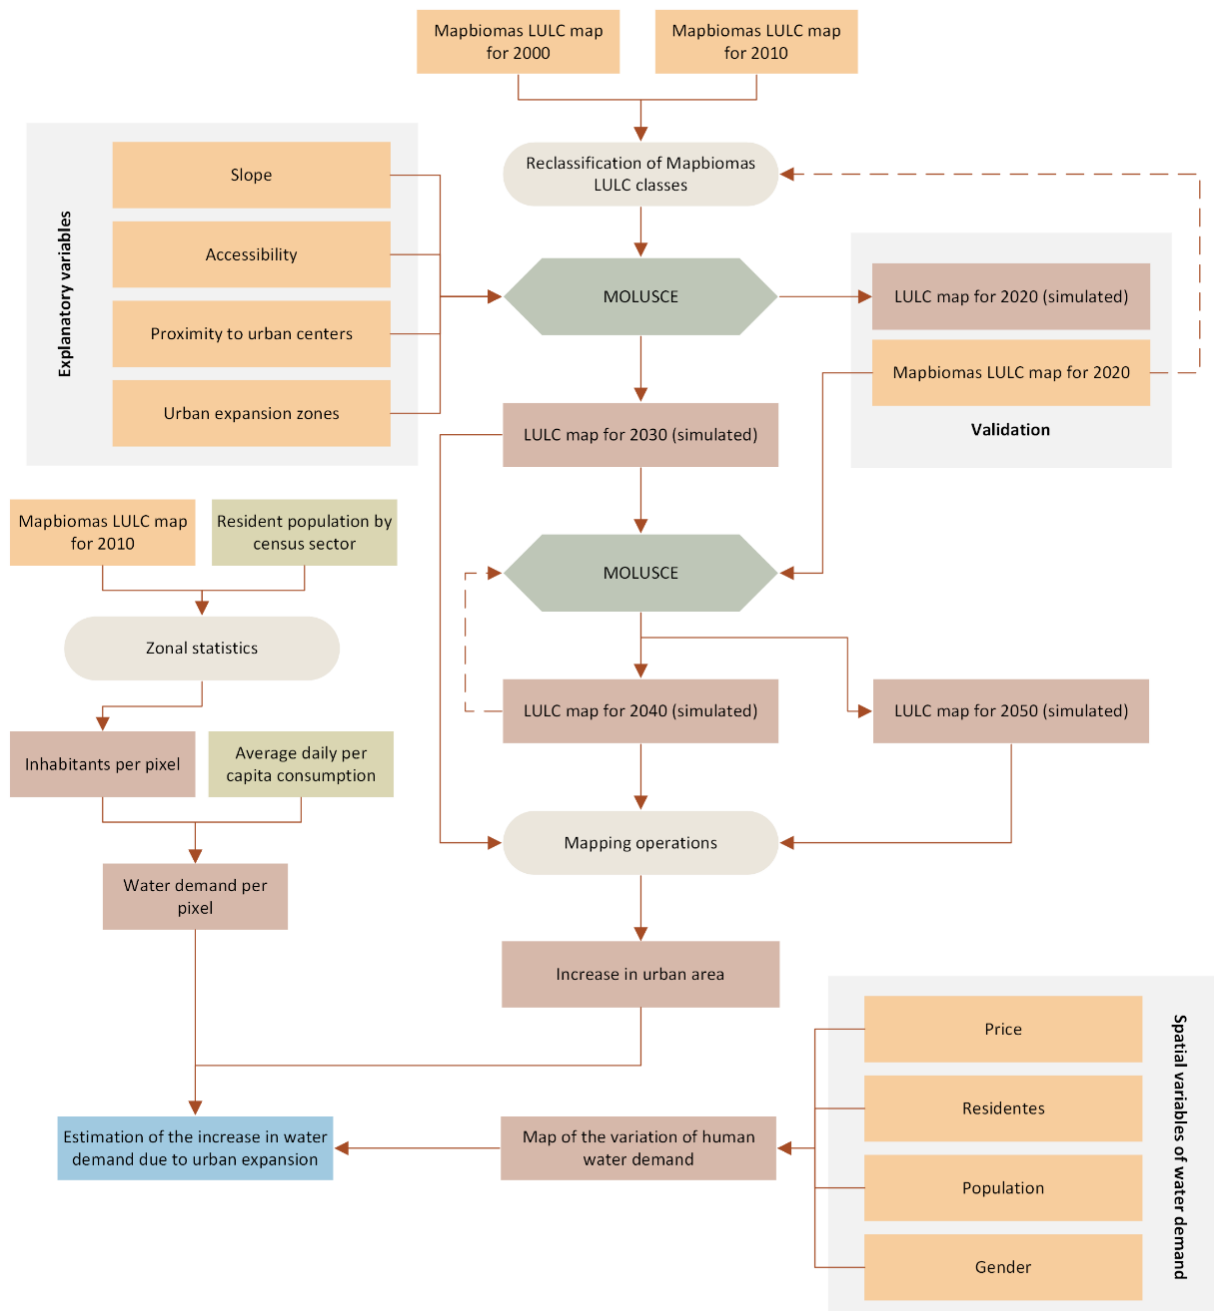 Mapbiomas LULC map
for 2000
Mapbiomas LULC map
for 2010
Reclassification of Mapbiomas
LULC classes
Explanatory variables
Slope
Accessibility
Proximity to urban centers
Urban expansion zones
MOLUSCE
LULC map for 2020 (simulated)
Mapbiomas LULC map for 2020
Validation
LULC map for 2030 (simulated)
Mapbiomas LULC map
for 2010
Resident population by
census sector
MOLUSCE
Zonal statistics
LULC map for 2040 (simulated)
LULC map for 2050 (simulated)
Inhabitants per pixel
Average daily per
capita consumption
Mapping operations
Water demand per
pixel
Increase in urban area
Price
Residentes
Population
Gender
Spatial variables of water demand
Estimation of the increase in water
demand due to urban expansion
Map of the variation of human
water demand